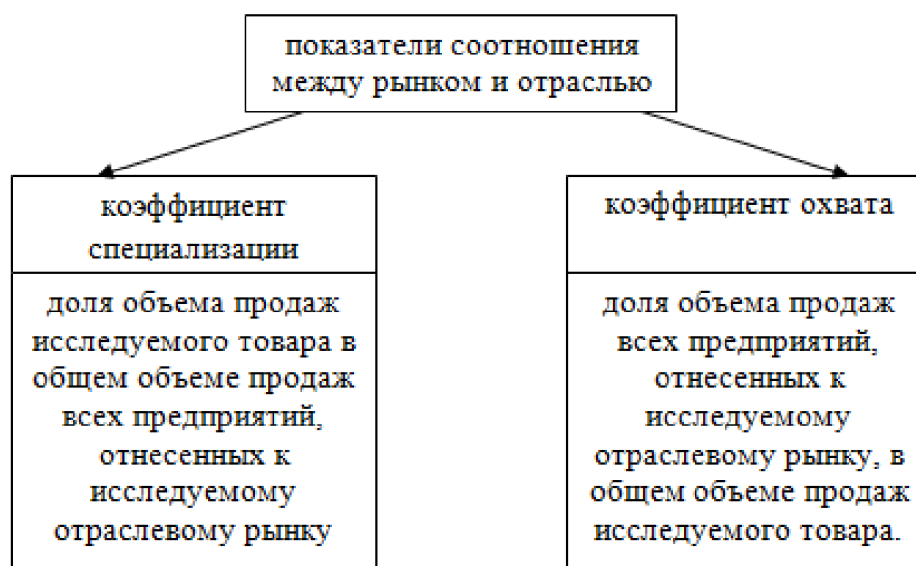 показатели соотношения
между рынком и отраслью
коэффициент
специализации
доля объема продаж
исследуемого товара в
общем объеме продаж
всех предприятий,
отнесенных к
исследуемому
отраслевому рынку
коэффициент охвата
доля объема продаж
всех предприятий,
отнесенных к
исследуемому
отраслевому рынку, в
общем объеме продаж
исследуемого товара.